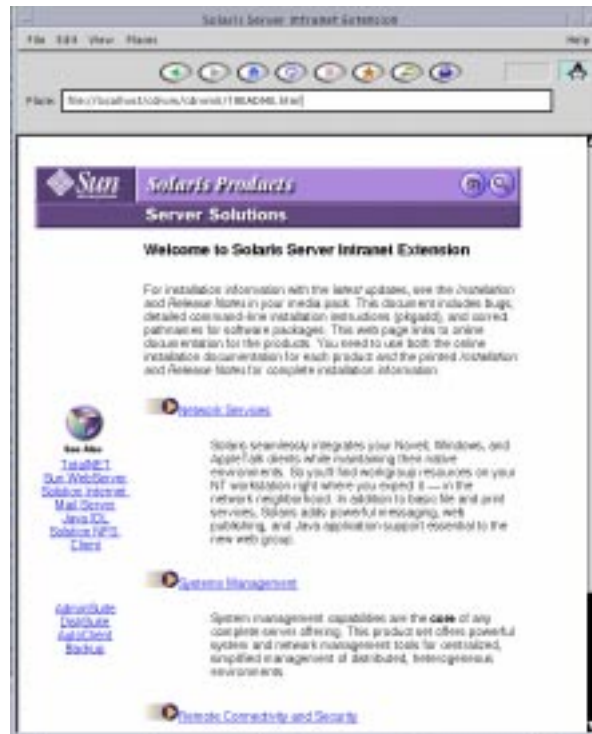 Solaris Server Intranet Extension
File Edit View Places Help
Place:
Sun
Solaris Products
Server Solutions
Welcome to Solaris Server Intranet Extension
For installation information with the latest updates, see the Installation
and Release Notes in your media pack. This document includes bugs,
detailed command-line installation instructions (pkgadd), and correct
pathnames for software packages. This web page links to online
documentation for the products. You need to use both the online
installation documentation for each product and the printed Installation
and Release Notes for complete installation information.
Network Services
Solaris seamlessly integrates your Novell, Windows, and
AppleTalk clients while maintaining their native
environments. So you'll find workgroup resources on your
NT workstation right where you expect it — in the
network neighborhood. In addition to basic file and print
services, Solaris adds powerful messaging, web
publishing, and Java application support essential to the
new web group.
See Also
TotalNET
Sun WebServer
Solstice Internet
Mail Server
Java IDL
Solstice NFS
Client
Systems Management
System management capabilities are the core of any
complete server offering. This product set offers powerful
system and network management tools for centralized,
simplified management of distributed, heterogeneous
environments.
AdminSuite
DiskSuite
AutoClient
Backup
Remote Connectivity and Security